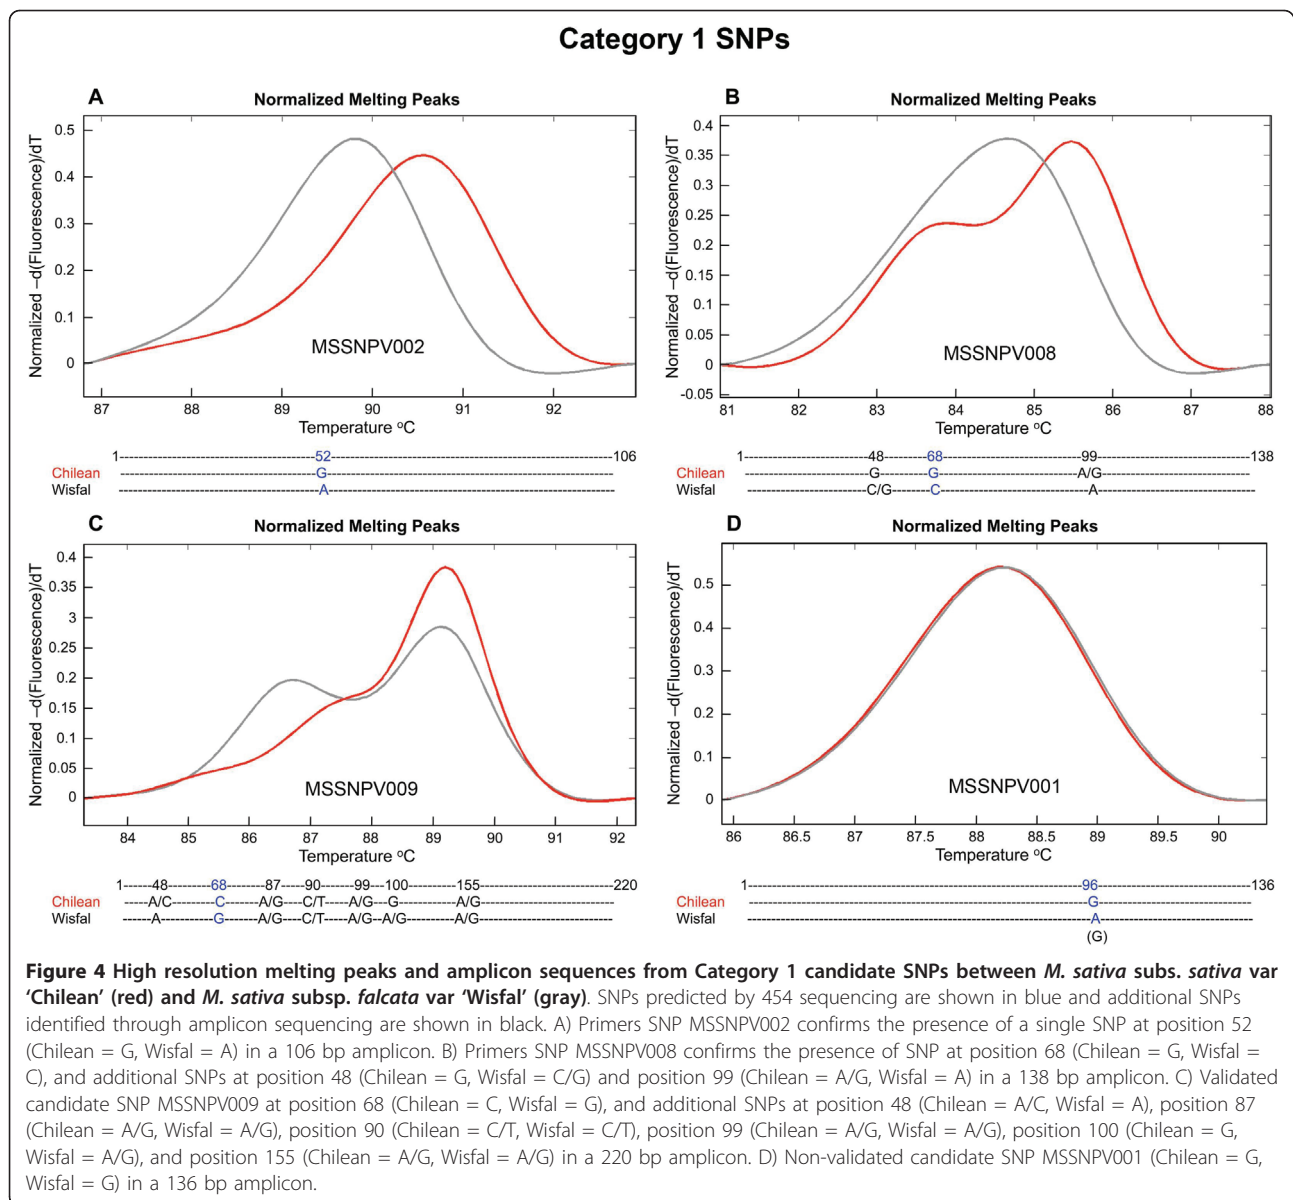 Category 1 SNPs
A
Normalized Melting Peaks
Normalized –d(Fluorescence)/dT
0.5
0.4
0.3
0.2
0.1
0
MSSNPV002
87 88 89 90 91 92
Temperature oC
1 52 106
Chilean G
Wisfal A
B
Normalized Melting Peaks
Normalized –d(Fluorescence)/dT
0.4
0.35
0.3
0.25
0.2
0.15
0.1
0.05
0
-0.05
MSSNPV008
81 82 83 84 85 86 87 88
Temperature oC
1 48 68 99 138
Chilean G G A/G
Wisfal C/G C A
C
Normalized Melting Peaks
Normalized –d(Fluorescence)/dT
0.4
0.35
3
0.25
0.2
0.15
0.1
0.05
0
MSSNPV009
84 85 86 87 88 89 90 91 92
Temperature oC
1 48 68 87 90 99 100 155 220
Chilean A/C C A/G C/T A/G G A/G
Wisfal A G A/G C/T A/G A/G A/G
D
Normalized Melting Peaks
Normalized –d(Fluorescence)/dT
0.5
0.4
0.3
0.2
0.1
0
MSSNPV001
86 86.5 87 87.5 88 88.5 89 89.5 90
Temperature oC
1 96 136
Chilean G
Wisfal A
(G)
Figure 4 High resolution melting peaks and amplicon sequences from Category 1 candidate SNPs between M. sativa subs. sativa var
'Chilean' (red) and M. sativa subsp. falcata var 'Wisfal' (gray). SNPs predicted by 454 sequencing are shown in blue and additional SNPs
identified through amplicon sequencing are shown in black. A) Primers SNP MSSNPV002 confirms the presence of a single SNP at position 52
(Chilean = G, Wisfal = A) in a 106 bp amplicon. B) Primers SNP MSSNPV008 confirms the presence of SNP at position 68 (Chilean = G, Wisfal =
C), and additional SNPs at position 48 (Chilean = G, Wisfal = C/G) and position 99 (Chilean = A/G, Wisfal = A) in a 138 bp amplicon. C) Validated
candidate SNP MSSNPV009 at position 68 (Chilean = C, Wisfal = G), and additional SNPs at position 48 (Chilean = A/C, Wisfal = A), position 87
(Chilean = A/G, Wisfal = A/G), position 90 (Chilean = C/T, Wisfal = C/T), position 99 (Chilean = A/G, Wisfal = A/G), position 100 (Chilean = G,
Wisfal = A/G), and position 155 (Chilean = A/G, Wisfal = A/G) in a 220 bp amplicon. D) Non-validated candidate SNP MSSNPV001 (Chilean = G,
Wisfal = G) in a 136 bp amplicon.